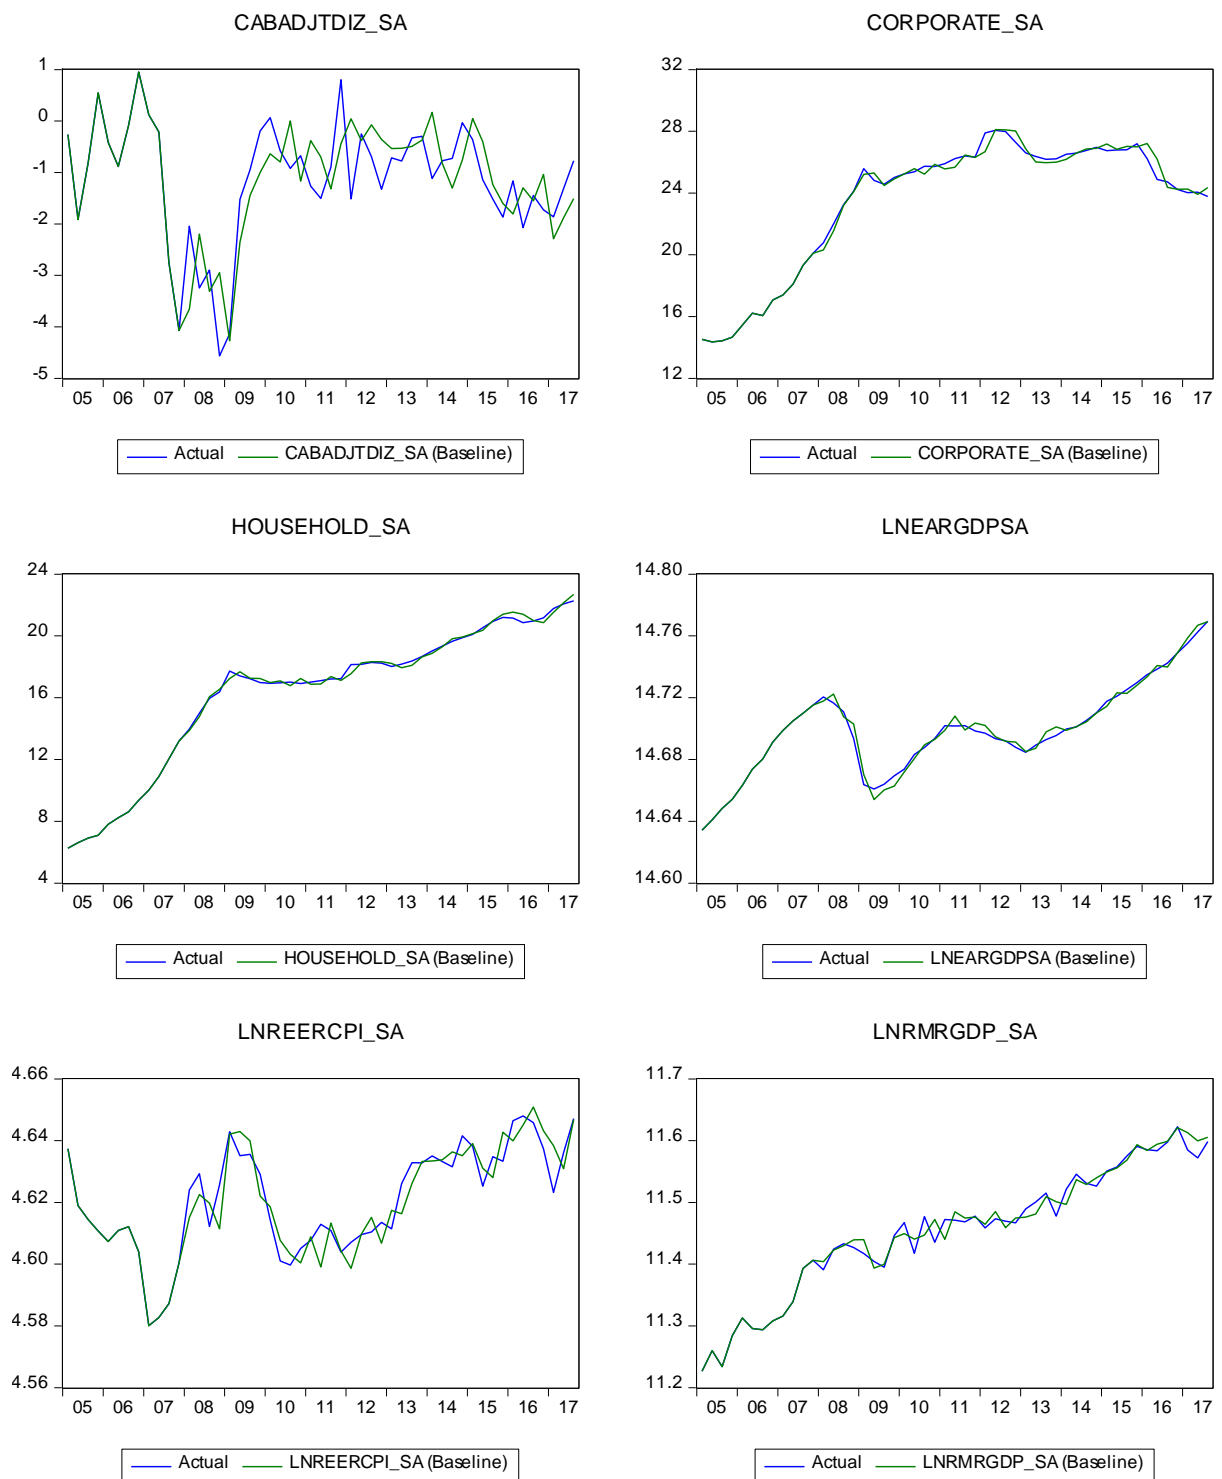 CABADJTDIZ_SA
1
0
-1
-2
-3
-4
-5
05 06 07 08 09 10 11 12 13 14 15 16 17
Actual CABADJTDIZ_SA (Baseline)
CORPORATE_SA
32
28
24
20
16
12
05 06 07 08 09 10 11 12 13 14 15 16 17
Actual CORPORATE_SA (Baseline)
HOUSEHOLD_SA
24
20
16
12
8
4
05 06 07 08 09 10 11 12 13 14 15 16 17
Actual HOUSEHOLD_SA (Baseline)
LNEARGDPSA
14.80
14.76
14.72
14.68
14.64
14.60
05 06 07 08 09 10 11 12 13 14 15 16 17
Actual LNEARGDPSA (Baseline)
LNREERCPI_SA
4.66
4.64
4.62
4.60
4.58
4.56
05 06 07 08 09 10 11 12 13 14 15 16 17
Actual LNREERCPI_SA (Baseline)
LNRMRGDP_SA
11.7
11.6
11.5
11.4
11.3
11.2
05 06 07 08 09 10 11 12 13 14 15 16 17
Actual LNRMRGDP_SA (Baseline)